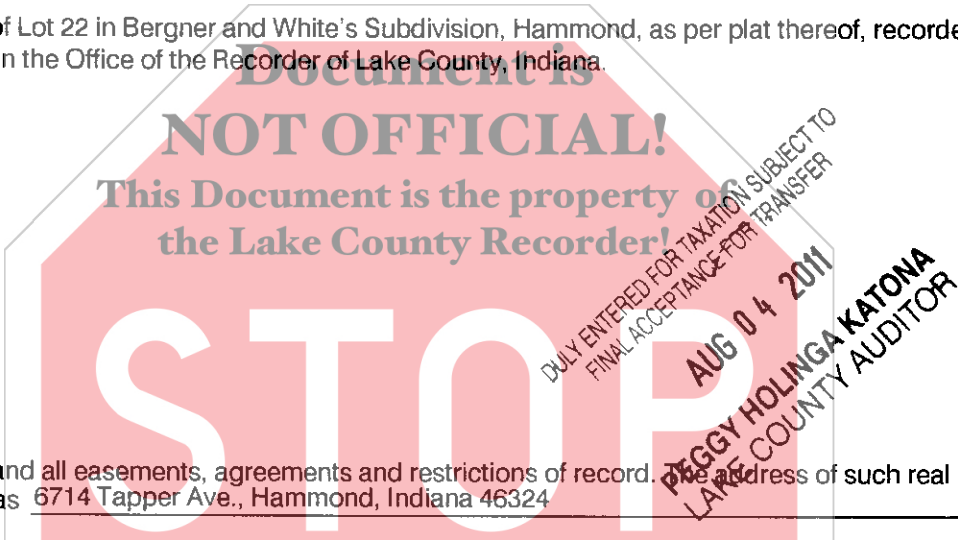 of Lot 22 in Bergner and White's Subdivision, Hammond, as per plat thereof, recorde
n the Office of the Recorder of Lake County, Indiana.
Document is
NOT OFFICIAL!
This Document is the property of
the Lake County Recorder!
DULY ENTERED FOR TAXATION SUBJECT TO
FINAL ACCEPTANCE FOR TRANSFER
AUG 04 2011
PEGGY HOLINGA KATONA
LAKE COUNTY AUDITOR
STOP
and all easements, agreements and restrictions of record. The address of such real
as 6714 Tapper Ave., Hammond, Indiana 46324